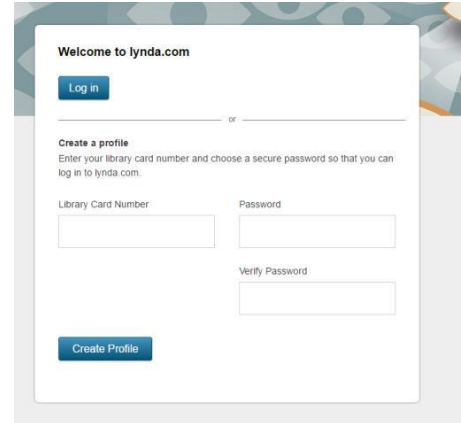 Welcome to lynda.com
Log in
or
Create a profile
Enter your library card number and choose a secure password so that you can
log in to lynda.com.
Library Card Number
Password
Verify Password
Create Profile